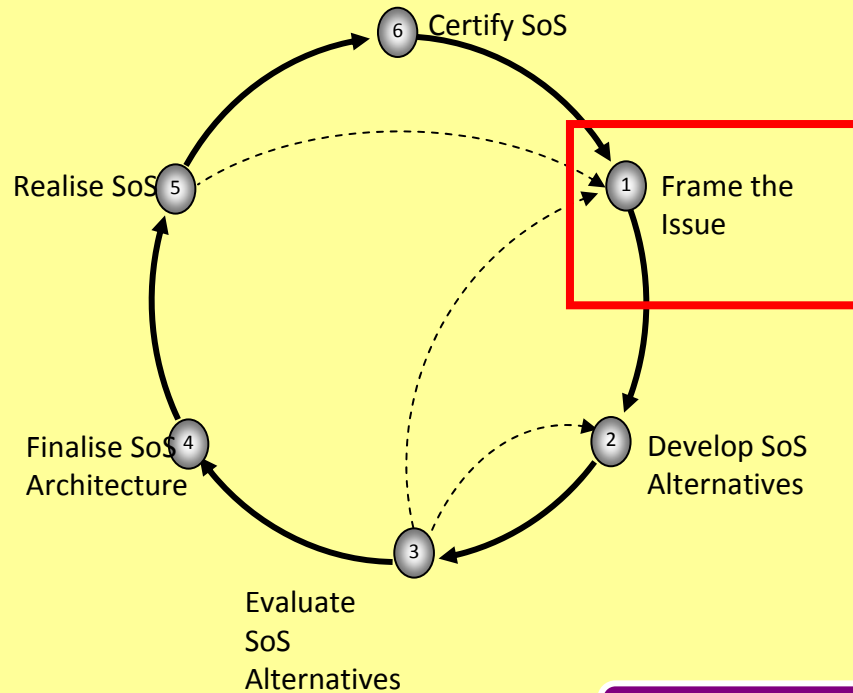 6
Certify SoS
1
Frame the
Issue
2
Develop SoS
Alternatives
3
Evaluate
SoS
Alternatives
4
Finalise SoS
Architecture
5
Realise SoS